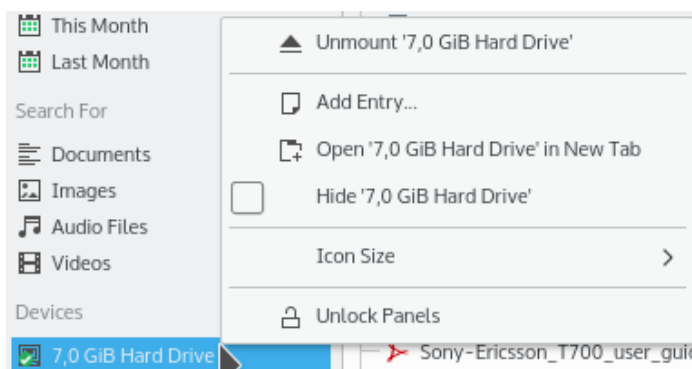 This Month
Last Month
Search For
Documents
Images
Audio Files
Videos
Devices
7,0 GiB Hard Drive
Unmount '7,0 GiB Hard Drive'
Add Entry...
Open '7,0 GiB Hard Drive' in New Tab
Hide '7,0 GiB Hard Drive'
Icon Size
Unlock Panels
Sony-Ericsson_T700_user_gui